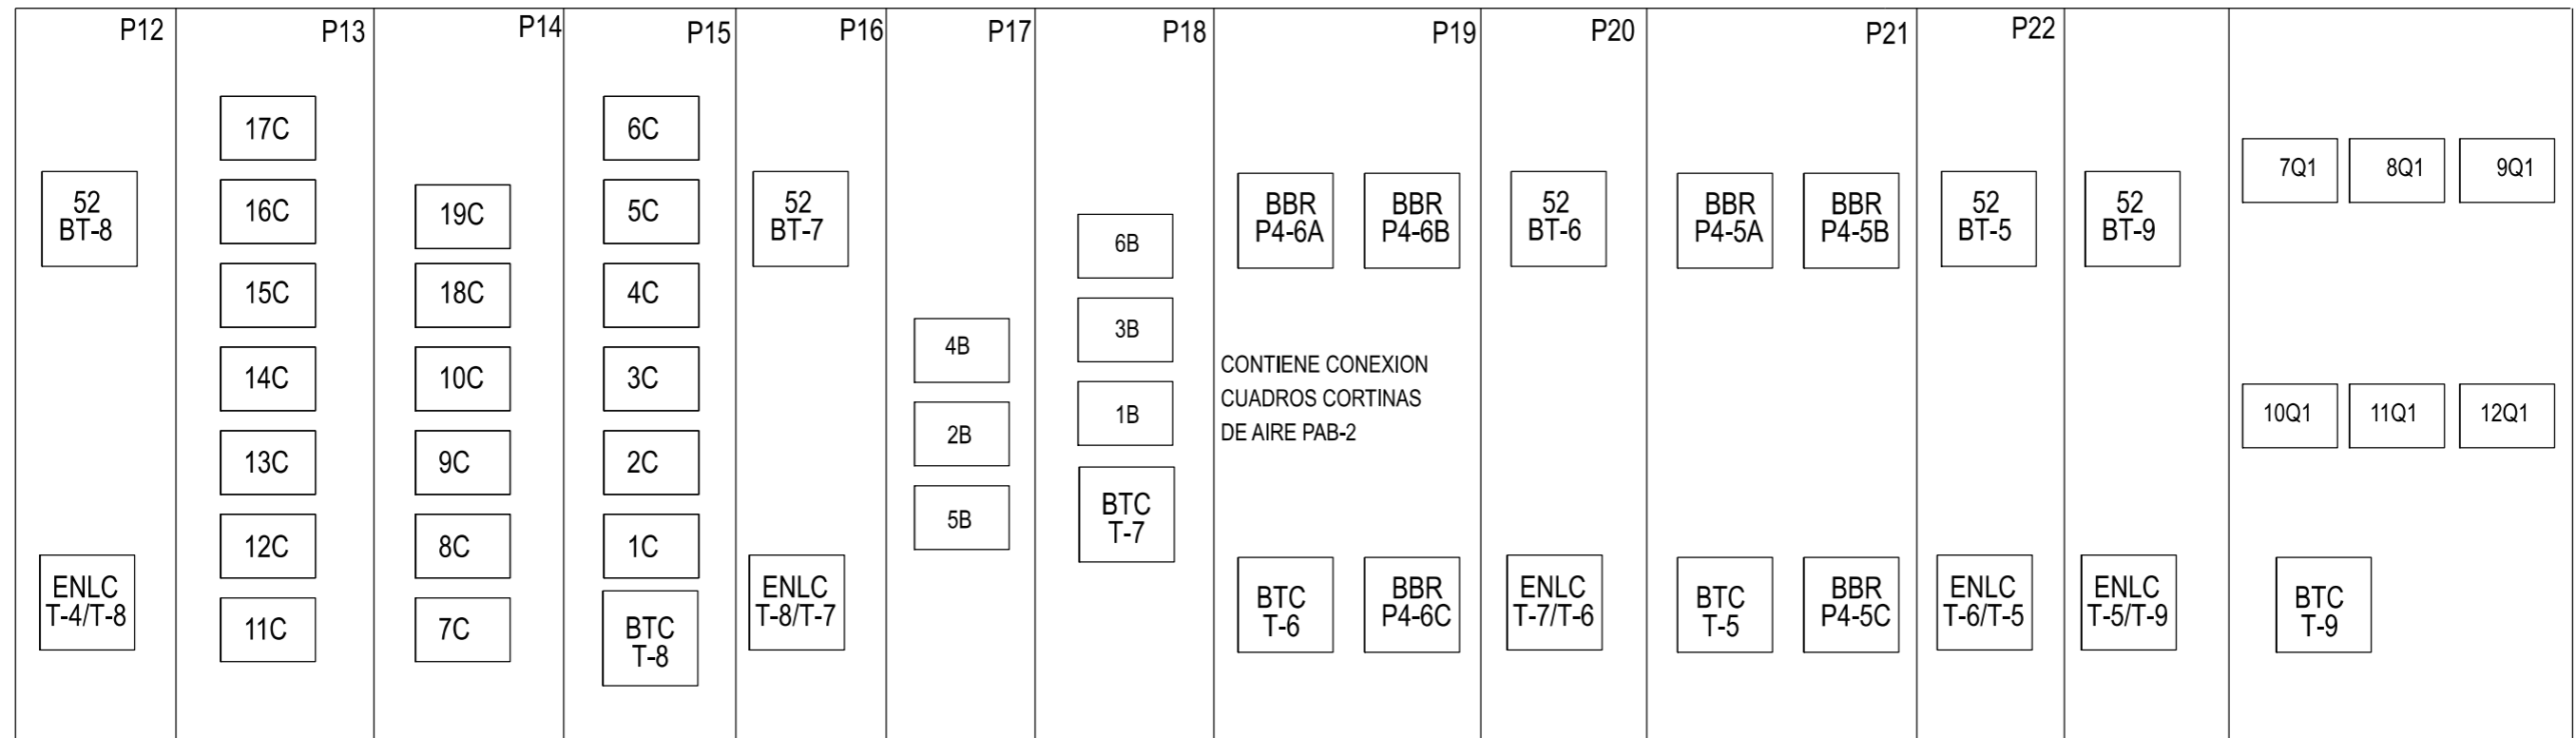 P12
52
BT-8
ENLC
T-4/T-8
P13
17C
16C
15C
14C
13C
12C
11C
P14
19C
18C
10C
9C
8C
7C
P15
6C
5C
4C
3C
2C
1C
BTC
T-8
P16
52
BT-7
ENLC
T-8/T-7
P17
4B
2B
5B
P18
6B
3B
1B
BTC
T-7
P19
BBR
P4-6A
BBR
P4-6B
CONTIENE CONEXION
CUADROS CORTINAS
DE AIRE PAB-2
BTC
T-6
BBR
P4-6C
P20
52
BT-6
ENLC
T-7/T-6
P21
BBR
P4-5A
BBR
P4-5B
BTC
T-5
BBR
P4-5C
P22
52
BT-5
ENLC
T-6/T-5
52
BT-9
ENLC
T-5/T-9
7Q1
8Q1
9Q1
10Q1
11Q1
12Q1
BTC
T-9